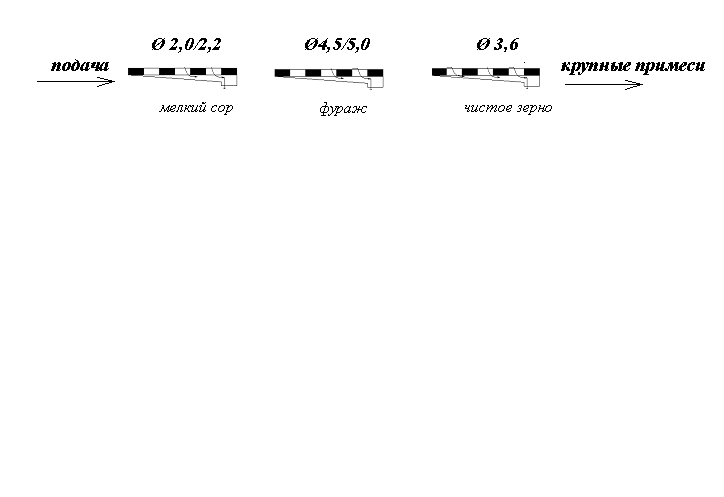 Ø 2,0/2,2
Ø4,5/5,0
Ø 3,6
подача
крупные примеси
мелкий сор
фураж
чистое зерно